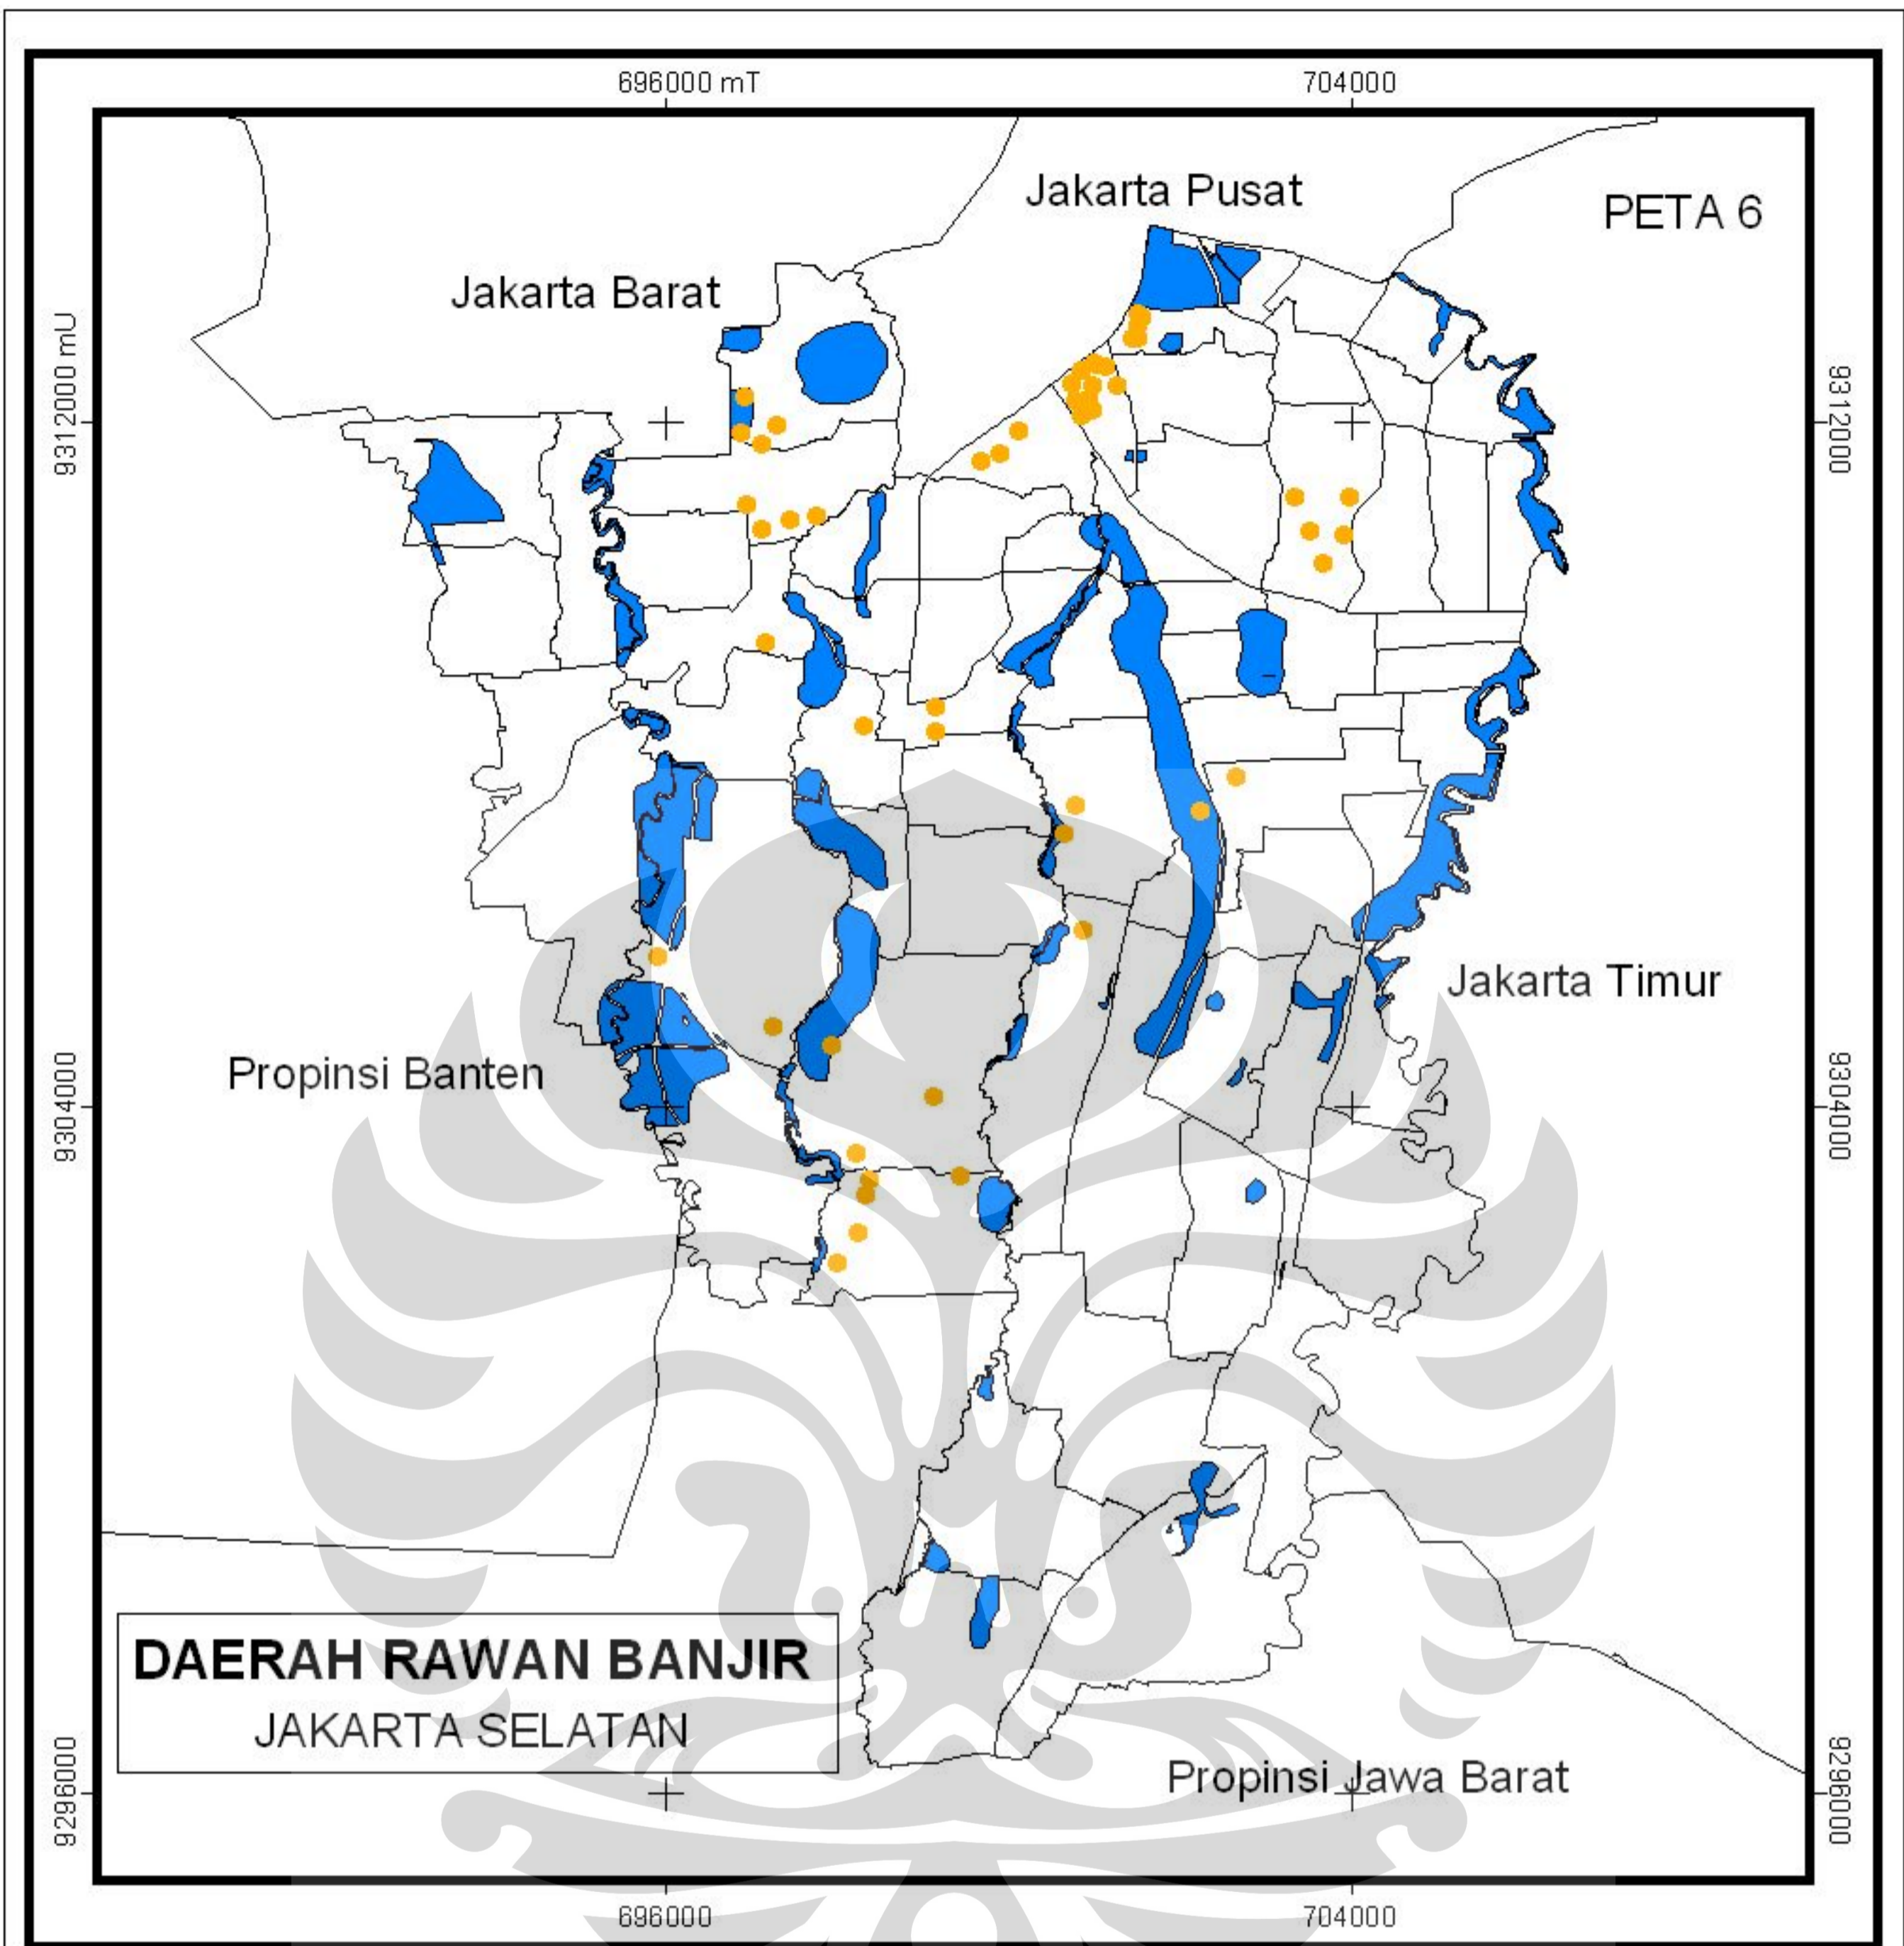 696000 mT
704000
Jakarta Pusat
PETA 6
Jakarta Barat
9312000 mU
9312000
Jakarta Timur
Propinsi Banten
9304000
9304000
DAERAH RAWAN BANJIR
JAKARTA SELATAN
Propinsi Jawa Barat
9296000
9296000
696000
704000